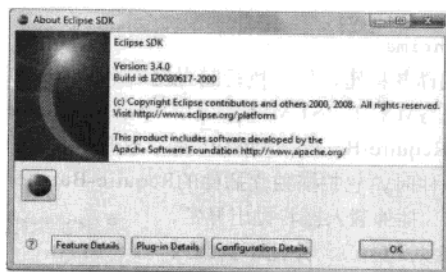 About Eclipse SDK
Eclipse SDK
Version: 3.4.0
Build id: I20080617-2000
(c) Copyright Eclipse contributors and others 2000, 2008. All rights reserved.
Visit http://www.eclipse.org/platform
This product includes software developed by the
Apache Software Foundation http://www.apache.org/
Feature Details
Plug-in Details
Configuration Details
OK